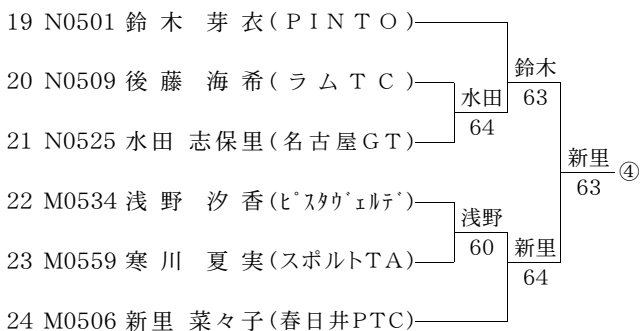 19 N0501 鈴木 芽衣(PINTO)
鈴木
20 N0509 後藤 海希(ラムTC)
水田
63
64
21 N0525 水田 志保里(名古屋GT)
新里
④
63
22 M0534 浅野 汐香(ピスタヴェルデ)
浅野
60
新里
23 M0559 寒川 夏実(スポルトTA)
64
24 M0506 新里 菜々子(春日井PTC)